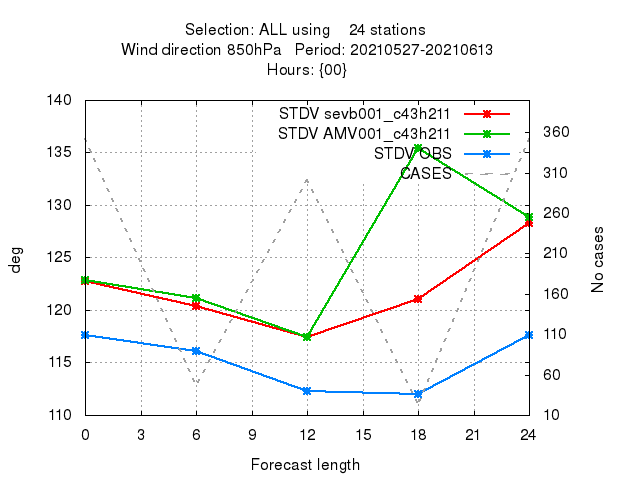 Selection: ALL using 24 stations
Wind direction 850hPa Period: 20210527-20210613
Hours: {00}
STDV sevb001_c43h211
STDV AMV001_c43h211
STDV OBS
CASES
140
135
130
125
120
115
110
deg
360
310
260
210
160
110
60
10
No cases
0 3 6 9 12 15 18 21 24
Forecast length